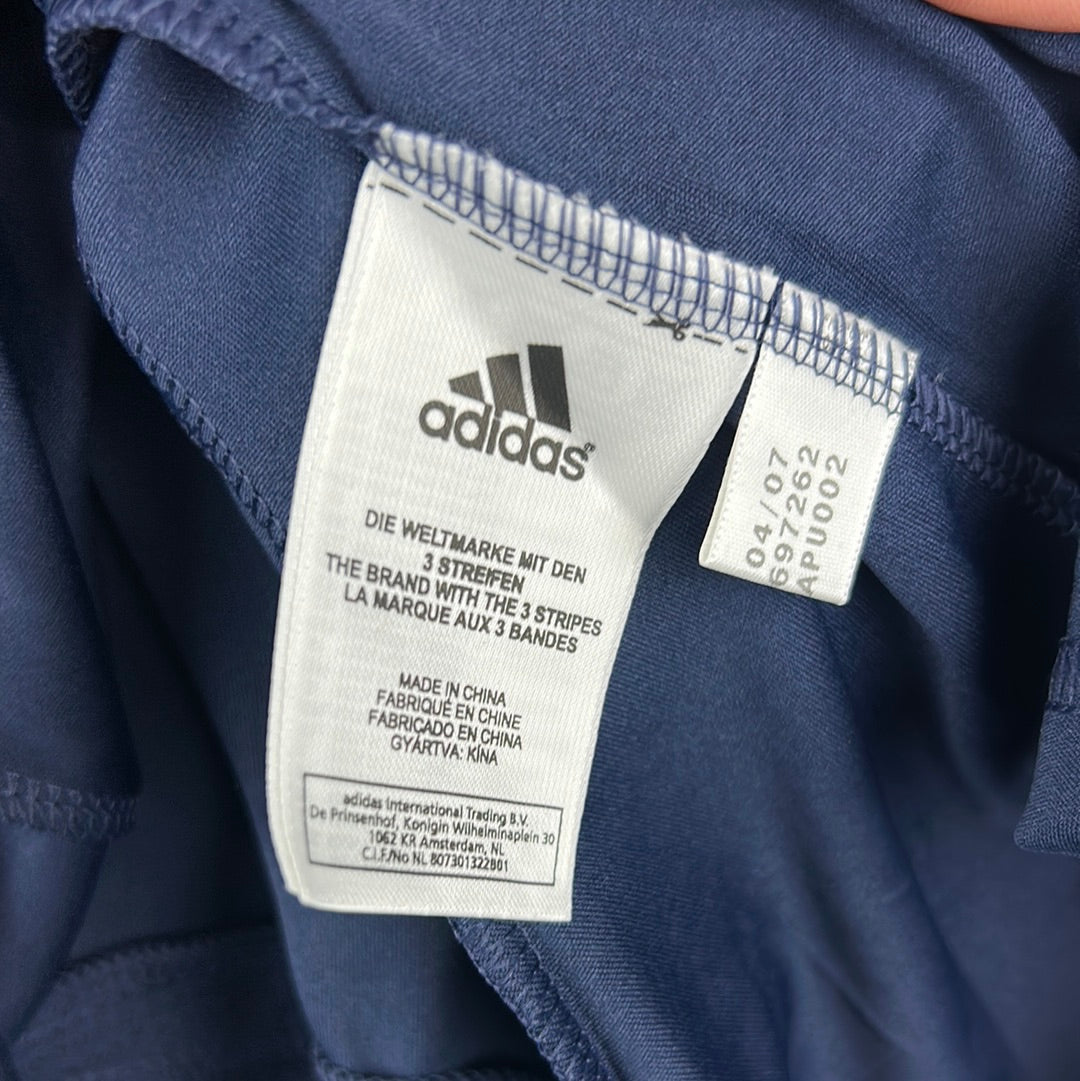 adidas
DIE WELTMARKE MIT DEN
3 STREIFEN
THE BRAND WITH THE 3 STRIPES
LA MARQUE AUX 3 BANDES
MADE IN CHINA
FABRIQUÉ EN CHINE
FABRICADO EN CHINA
GYÁRTVA: KÍNA
adidas International Trading B.V.
De Prinsenhof, Konigin Wilhelminaplein 30
1062 KR Amsterdam, NL
C.I.F./No NL 807301322B01
04/07
697262
APU002